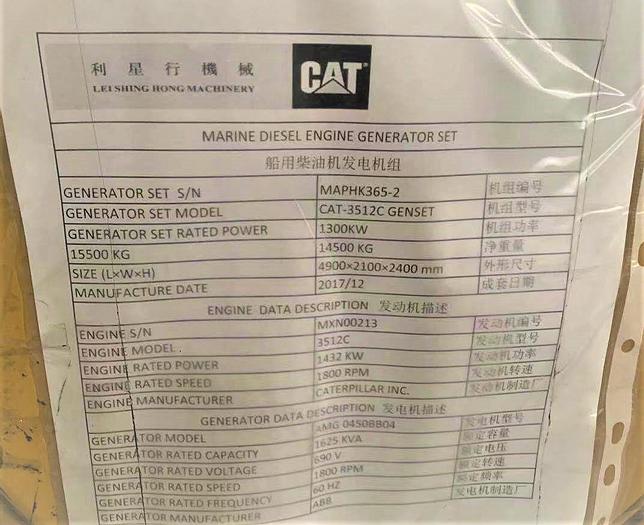 利星行機械
LEI SHING HONG MACHINERY
CAT
MARINE DIESEL ENGINE GENERATOR SET
船用柴油机发电机组
GENERATOR SET S/N MAPHK365-2 机组编号
GENERATOR SET MODEL CAT-3512C GENSET 机组型号
GENERATOR SET RATED POWER 1300KW 机组功率
15500 KG 14500 KG 净重量
SIZE (L×W×H) 4900×2100×2400 mm 外形尺寸
MANUFACTURE DATE 2017/12 成套日期
ENGINE DATA DESCRIPTION 发动机描述
ENGINE S/N MXN00213 发动机编号
ENGINE MODEL 3512C 发动机型号
ENGINE RATED POWER 1432 KW 发动机功率
ENGINE RATED SPEED 1800 RPM 发动机转速
ENGINE MANUFACTURER CATERPILLAR INC. 发动机制造厂
GENERATOR DATA DESCRIPTION 发电机描述
GENERATOR MODEL AMG 0450BB04 发电机型号
GENERATOR RATED CAPACITY 1625 KVA 额定容量
GENERATOR RATED VOLTAGE 690 V 额定电压
GENERATOR RATED SPEED 1800 RPM 额定转速
GENERATOR RATED FREQUENCY 60 HZ 额定频率
GENERATOR MANUFACTURER ABB 发电机制造厂